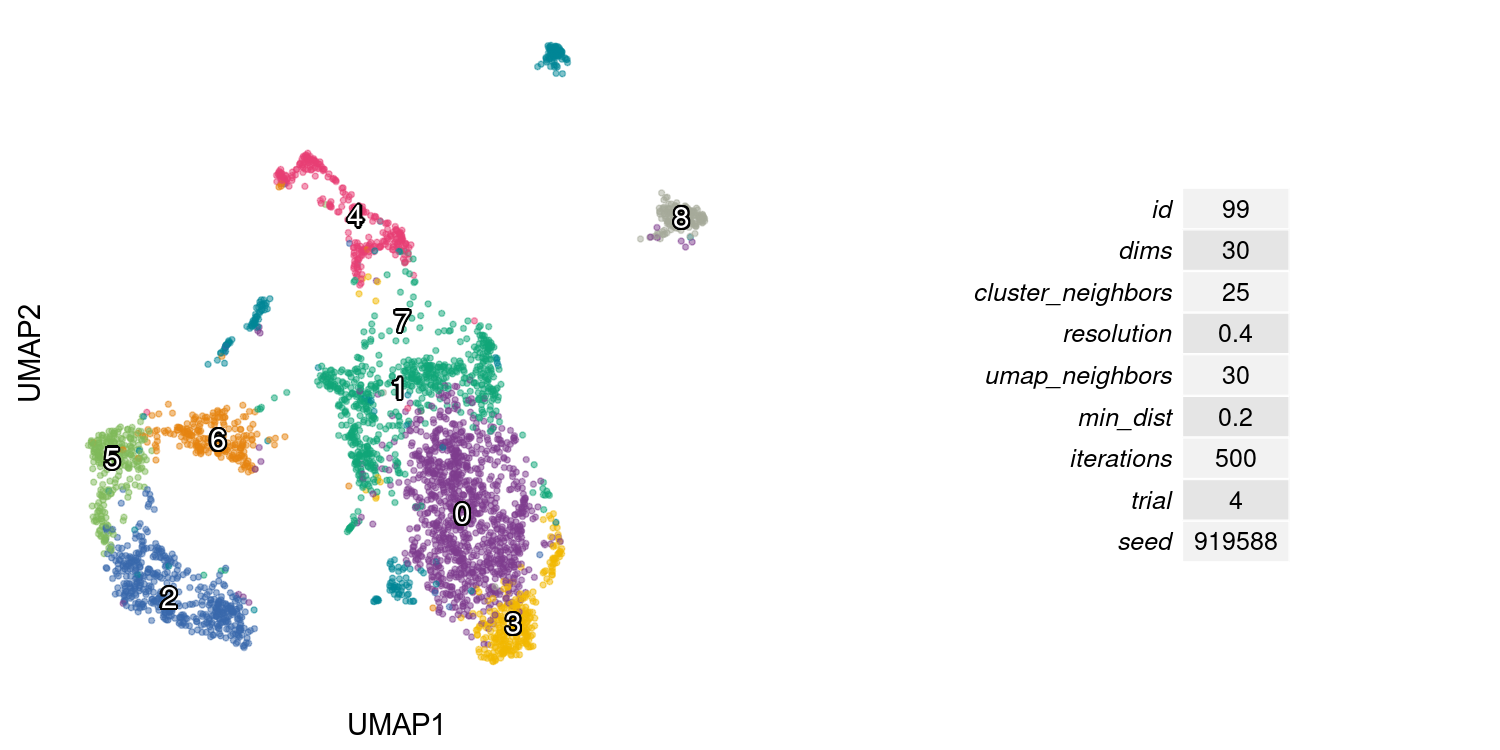 4
8
7
1
5
6
0
2
3
UMAP2
UMAP1
id 99
dims 30
cluster_neighbors 25
resolution 0.4
umap_neighbors 30
min_dist 0.2
iterations 500
trial 4
seed 919588